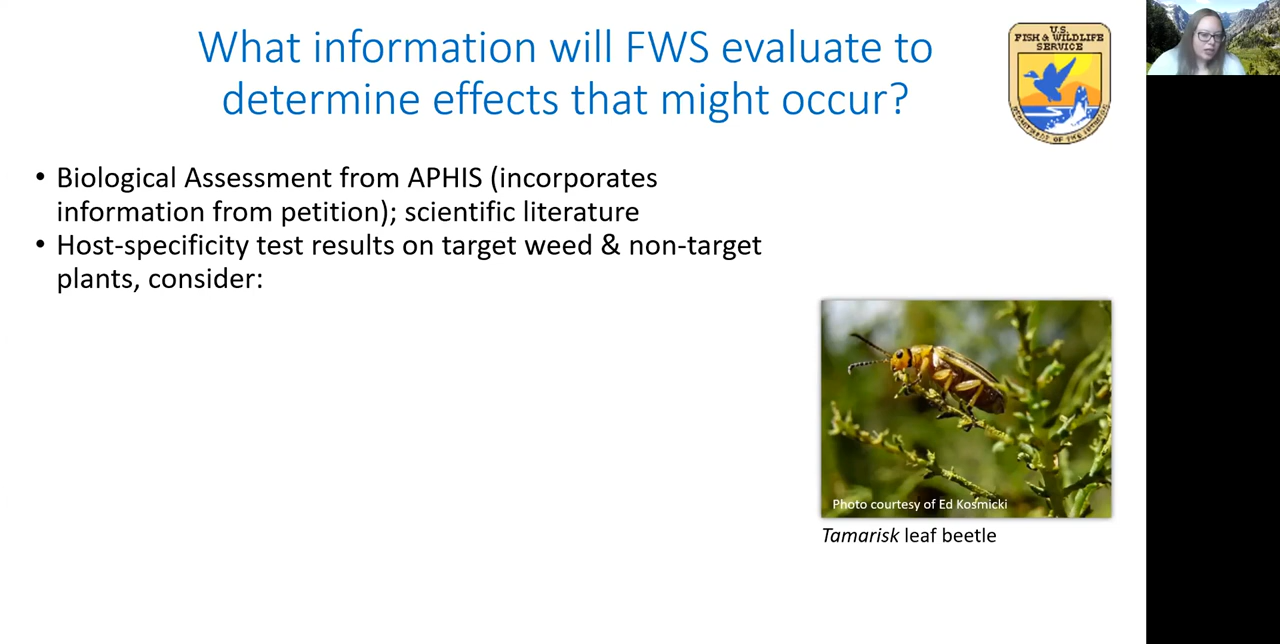 What information will FWS evaluate to
determine effects that might occur?
U.S.
FISH & WILDLIFE
SERVICE
DEPARTMENT OF THE INTERIOR
• Biological Assessment from APHIS (incorporates
information from petition); scientific literature
• Host-specificity test results on target weed & non-target
plants, consider:
Photo courtesy of Ed Kosmicki
Tamarisk leaf beetle